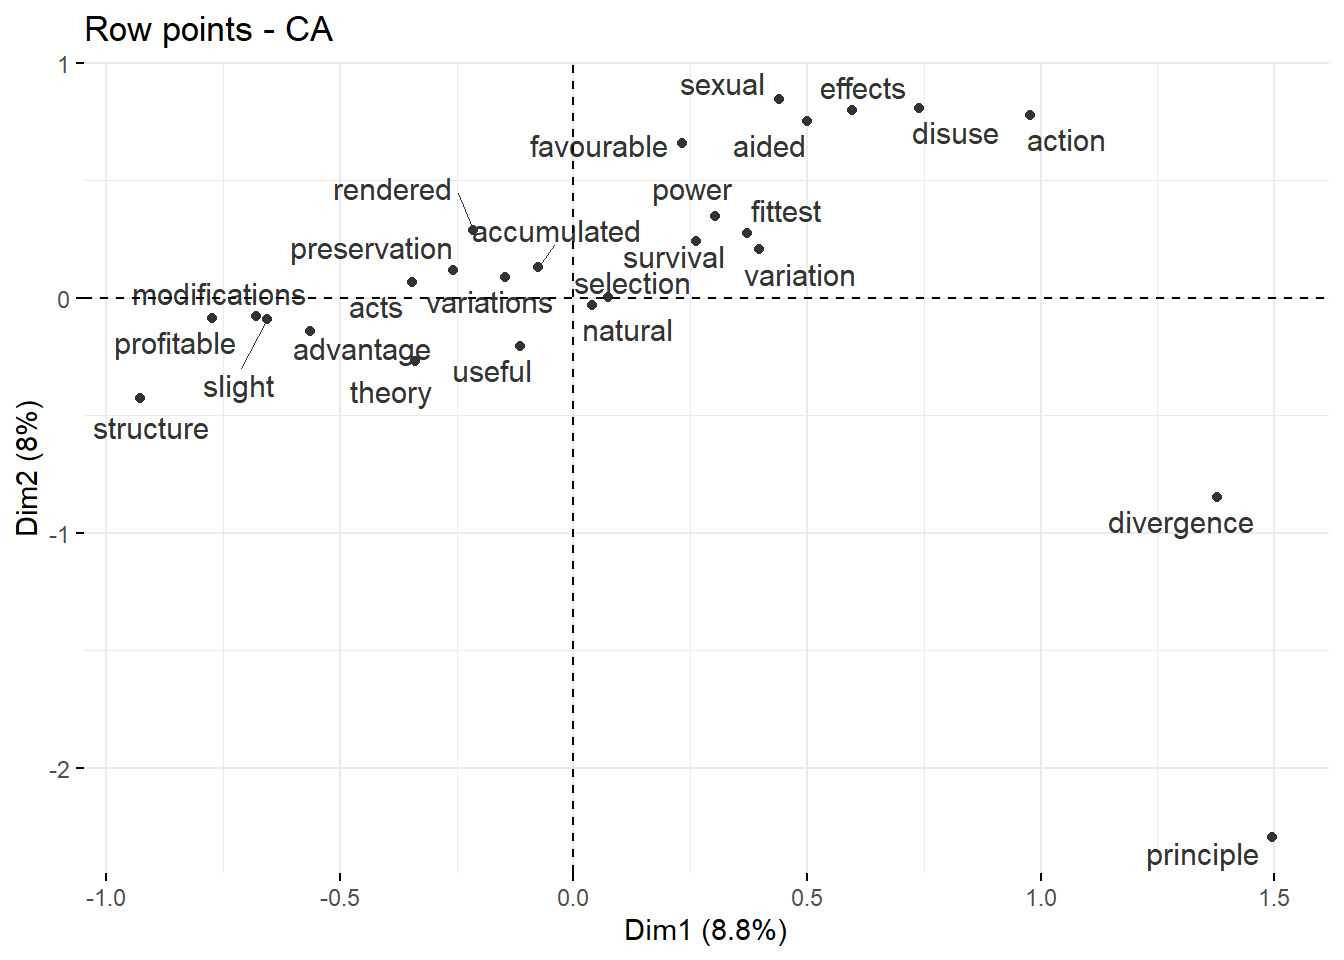 Row points - CA
1
sexual
effects
disuse
action
aided
favourable
rendered
power
fittest
accumulated
preservation
survival
variation
selection
0
modifications
acts
variations
natural
profitable
advantage
useful
slight
theory
structure
Dim2 (8%)
divergence
-1
-2
principle
-1.0 -0.5 0.0 0.5 1.0 1.5
Dim1 (8.8%)